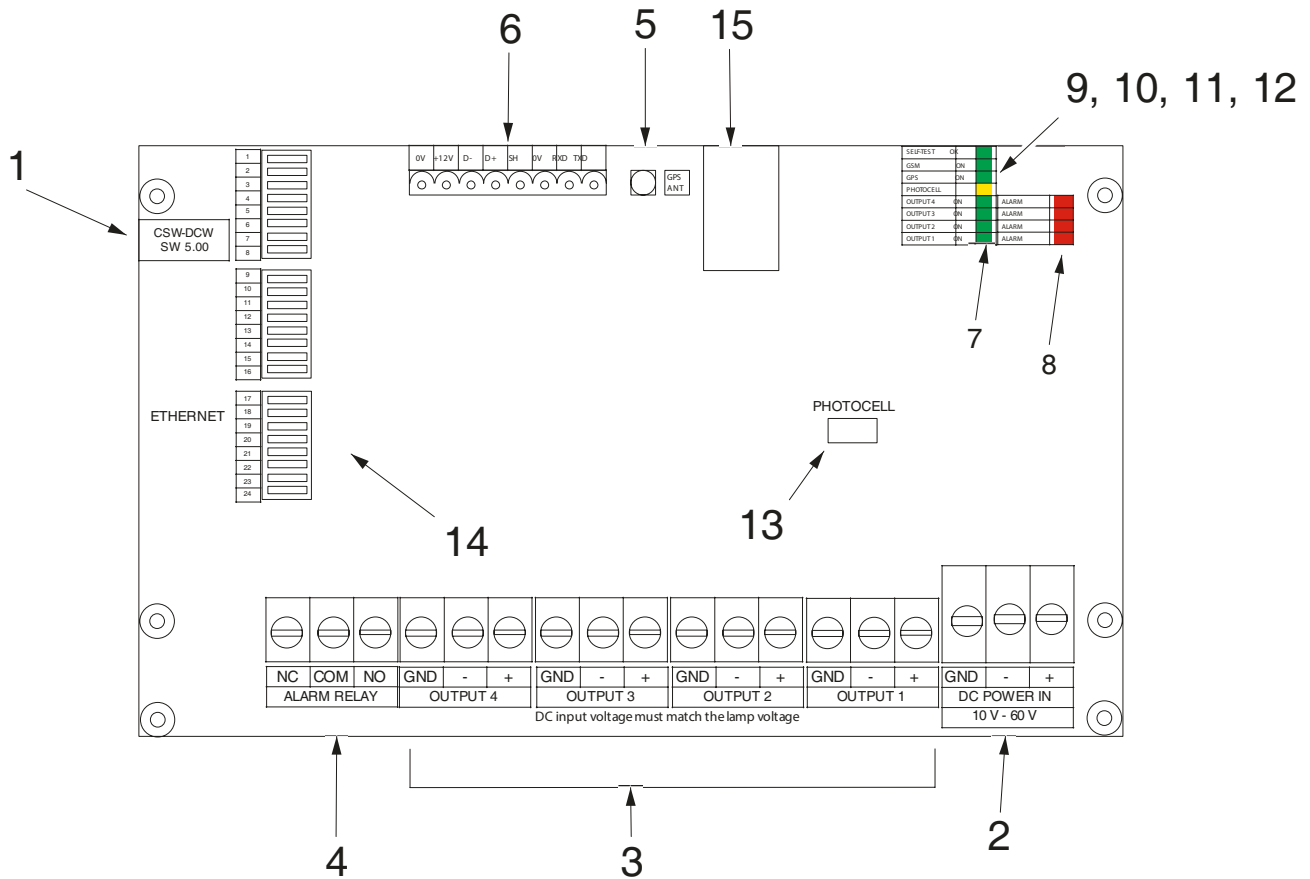 6 5 15
9, 10, 11, 12
1
0V +12V D- D+ SH 0V RXD TXD
GPS
ANT
SELF-TEST OK
GSM ON
GPS ON
PHOTOCELL
OUTPUT 4 ON ALARM
OUTPUT 3 ON ALARM
OUTPUT 2 ON ALARM
OUTPUT 1 ON ALARM
CSW-DCW
SW 5.00
1
2
3
4
5
6
7
8
9
10
11
12
13
14
15
16
7
8
ETHERNET
17
18
19
20
21
22
23
24
PHOTOCELL
14
13
NC COM NO GND - + GND - + GND - + GND - + GND - +
ALARM RELAY OUTPUT 4 OUTPUT 3 OUTPUT 2 OUTPUT 1 DC POWER IN
DC input voltage must match the lamp voltage
10 V - 60 V
4 3 2